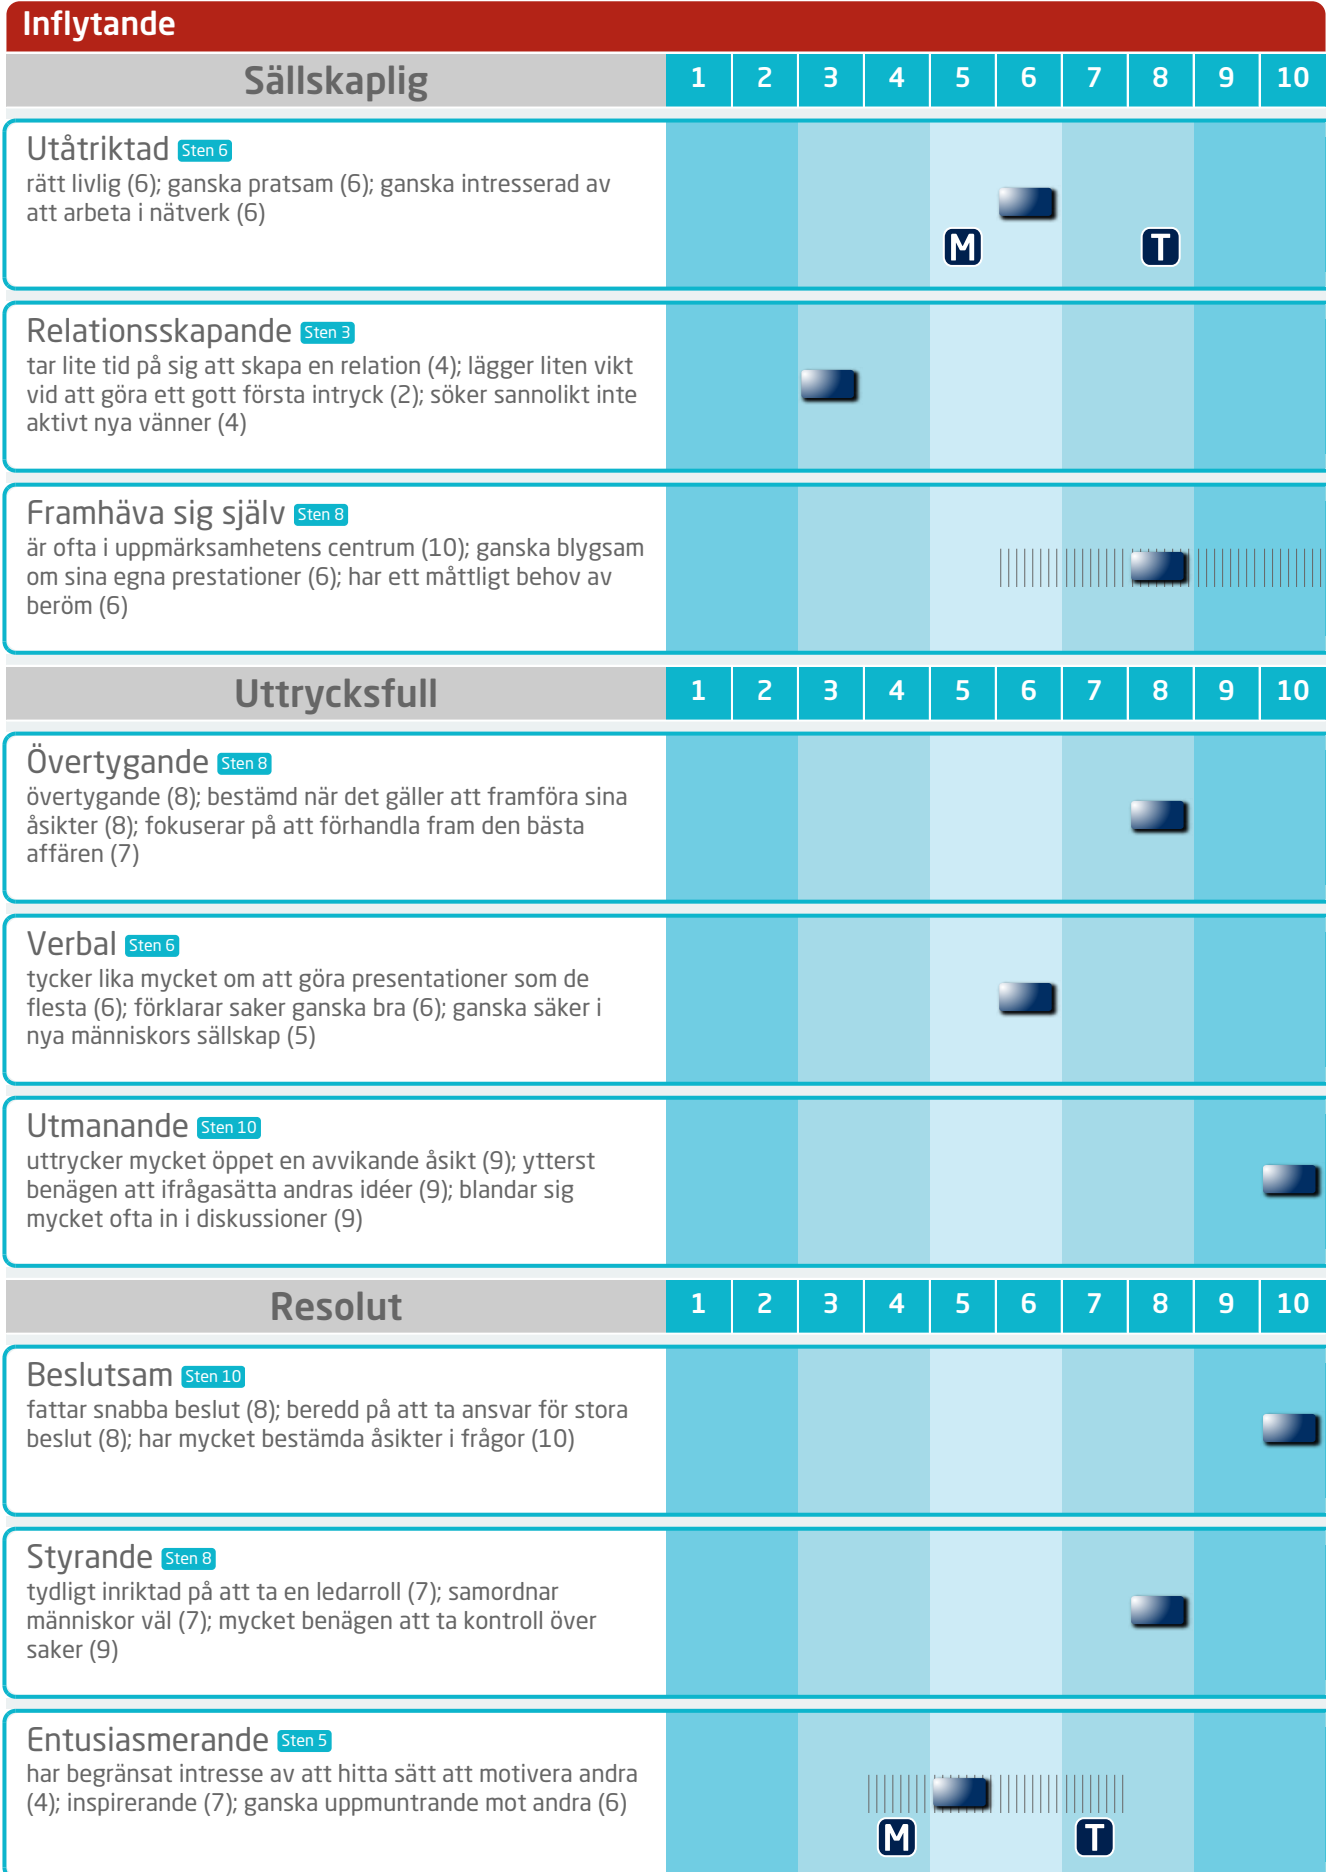 Inflytande
Sällskaplig 1 2 3 4 5 6 7 8 9 10
Utåtriktad Sten 6
rätt livlig (6); ganska pratsam (6); ganska intresserad av
att arbeta i nätverk (6)
M T
Relationsskapande Sten 3
tar lite tid på sig att skapa en relation (4); lägger liten vikt
vid att göra ett gott första intryck (2); söker sannolikt inte
aktivt nya vänner (4)
Framhäva sig själv Sten 8
är ofta i uppmärksamhetens centrum (10); ganska blygsam
om sina egna prestationer (6); har ett måttligt behov av
beröm (6)
Uttrycksfull 1 2 3 4 5 6 7 8 9 10
Övertygande Sten 8
övertygande (8); bestämd när det gäller att framföra sina
åsikter (8); fokuserar på att förhandla fram den bästa
affären (7)
Verbal Sten 6
tycker lika mycket om att göra presentationer som de
flesta (6); förklarar saker ganska bra (6); ganska säker i
nya människors sällskap (5)
Utmanande Sten 10
uttrycker mycket öppet en avvikande åsikt (9); ytterst
benägen att ifrågasätta andras idéer (9); blandar sig
mycket ofta in i diskussioner (9)
Resolut 1 2 3 4 5 6 7 8 9 10
Beslutsam Sten 10
fattar snabba beslut (8); beredd på att ta ansvar för stora
beslut (8); har mycket bestämda åsikter i frågor (10)
Styrande Sten 8
tydligt inriktad på att ta en ledarroll (7); samordnar
människor väl (7); mycket benägen att ta kontroll över
saker (9)
Entusiasmerande Sten 5
har begränsat intresse av att hitta sätt att motivera andra
(4); inspirerande (7); ganska uppmuntrande mot andra (6)
M T